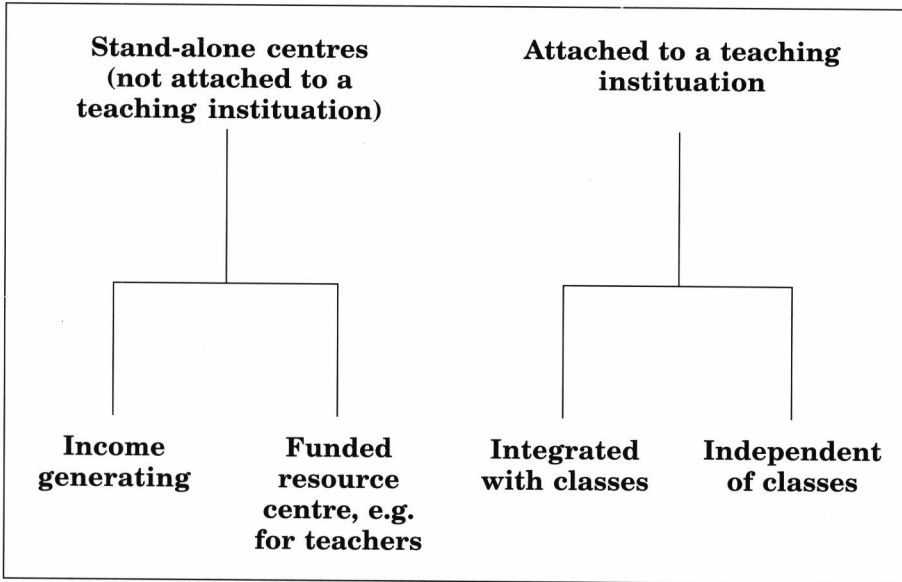 Stand-alone centres
(not attached to a
teaching instituation)
Attached to a teaching
instituation
Income
generating
Funded
resource
centre, e.g.
for teachers
Integrated
with classes
Independent
of classes